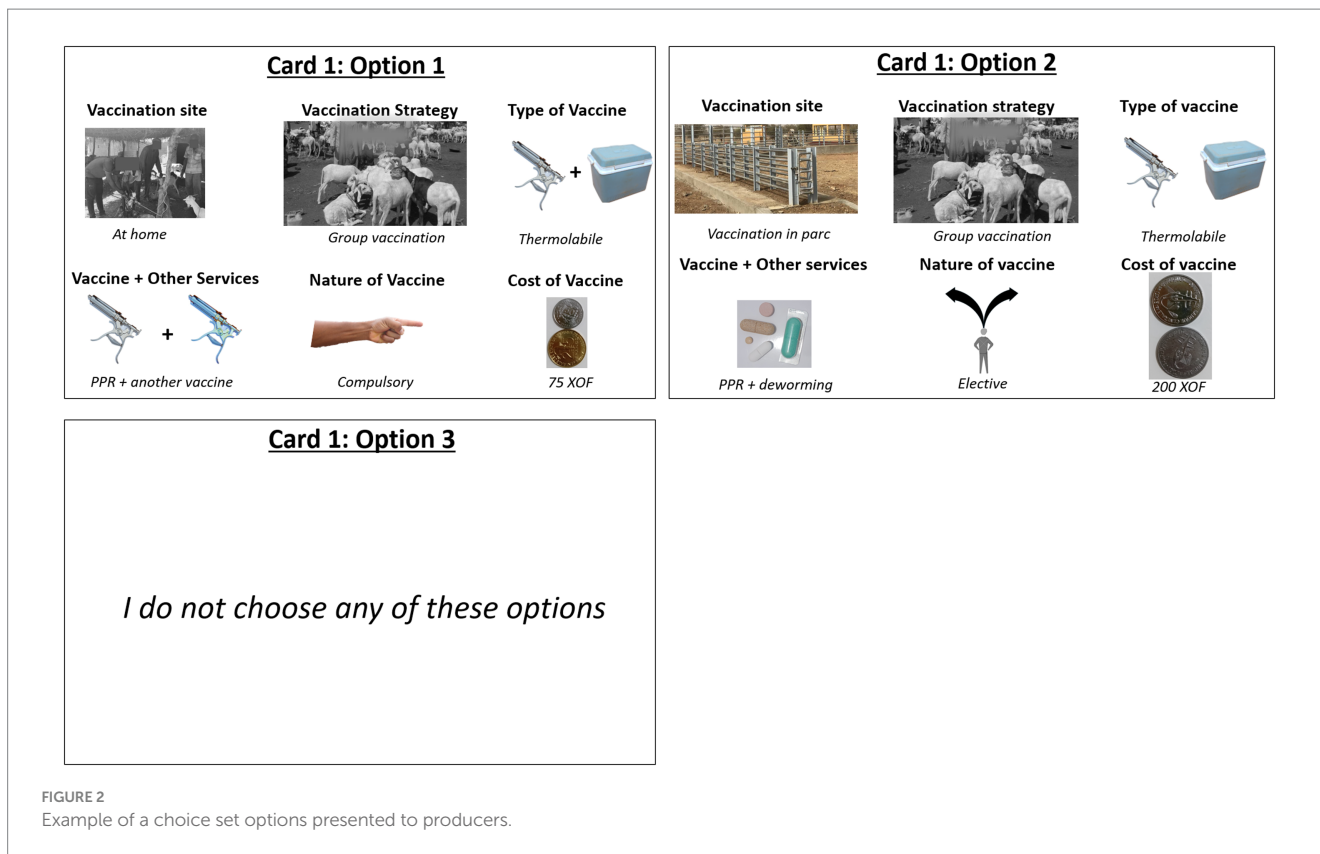 Card 1: Option 1
Vaccination site
Vaccination Strategy
Type of Vaccine
+
At home
Group vaccination
Thermolabile
Vaccine + Other Services
Nature of Vaccine
Cost of Vaccine
+
PPR + another vaccine
Compulsory
75 XOF
Card 1: Option 2
Vaccination site
Vaccination strategy
Type of vaccine
Vaccination in parc
Group vaccination
Thermolabile
Vaccine + Other services
Nature of vaccine
Cost of vaccine
PPR + deworming
Elective
200 XOF
Card 1: Option 3
I do not choose any of these options
FIGURE 2
Example of a choice set options presented to producers.